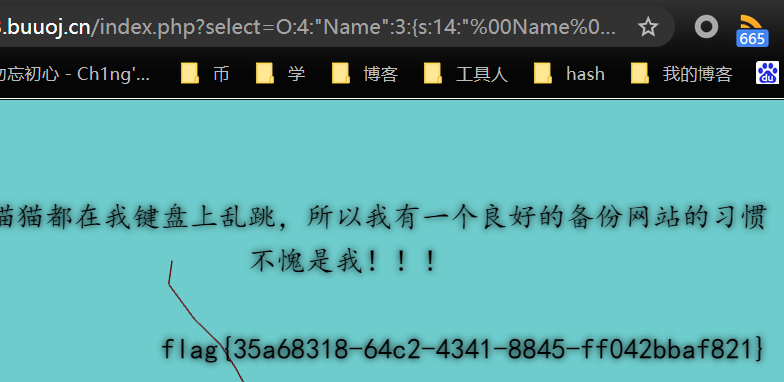 .buuoj.cn/index.php?select=O:4:"Name":3:{s:14:"%00Name%0...
665
忘初心 - Ch1ng'... 币 学 博客 工具人 hash 我的博客 du
猫猫都在我键盘上乱跳，所以我有一个良好的备份网站的习惯
不愧是我！！！
flag{35a68318-64c2-4341-8845-ff042bbaf821}